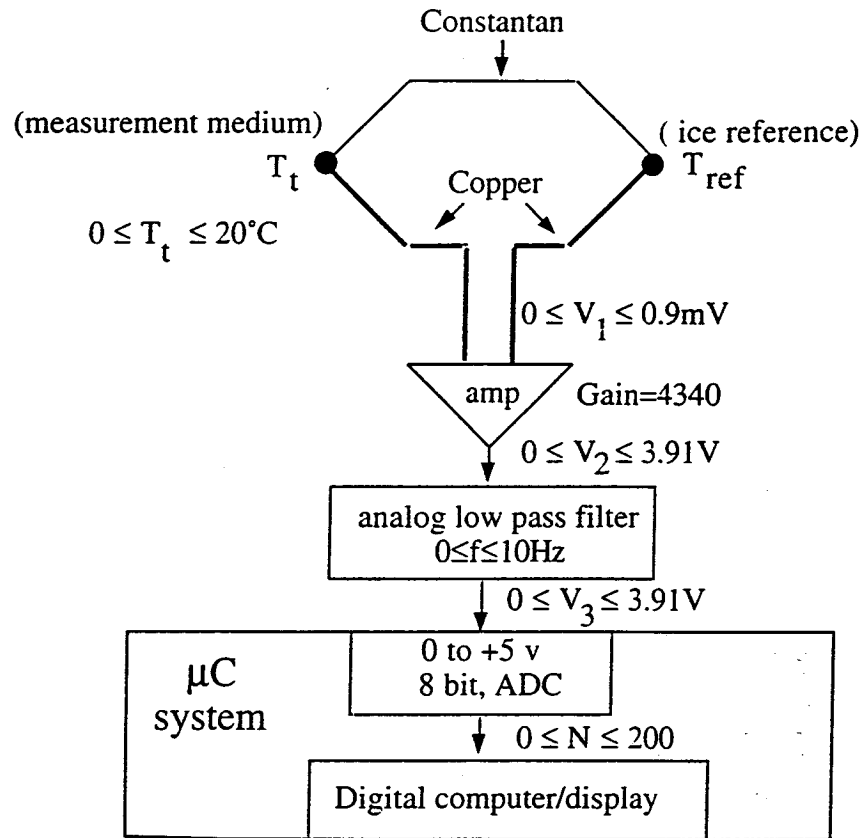 Constantan
(measurement medium)
( ice reference)
T_t
T_ref
Copper
0 ≤ T_t ≤ 20°C
0 ≤ V_1 ≤ 0.9mV
amp
Gain=4340
0 ≤ V_2 ≤ 3.91V
analog low pass filter
0≤f≤10Hz
0 ≤ V_3 ≤ 3.91V
μC
system
0 to +5 v
8 bit, ADC
0 ≤ N ≤ 200
Digital computer/display